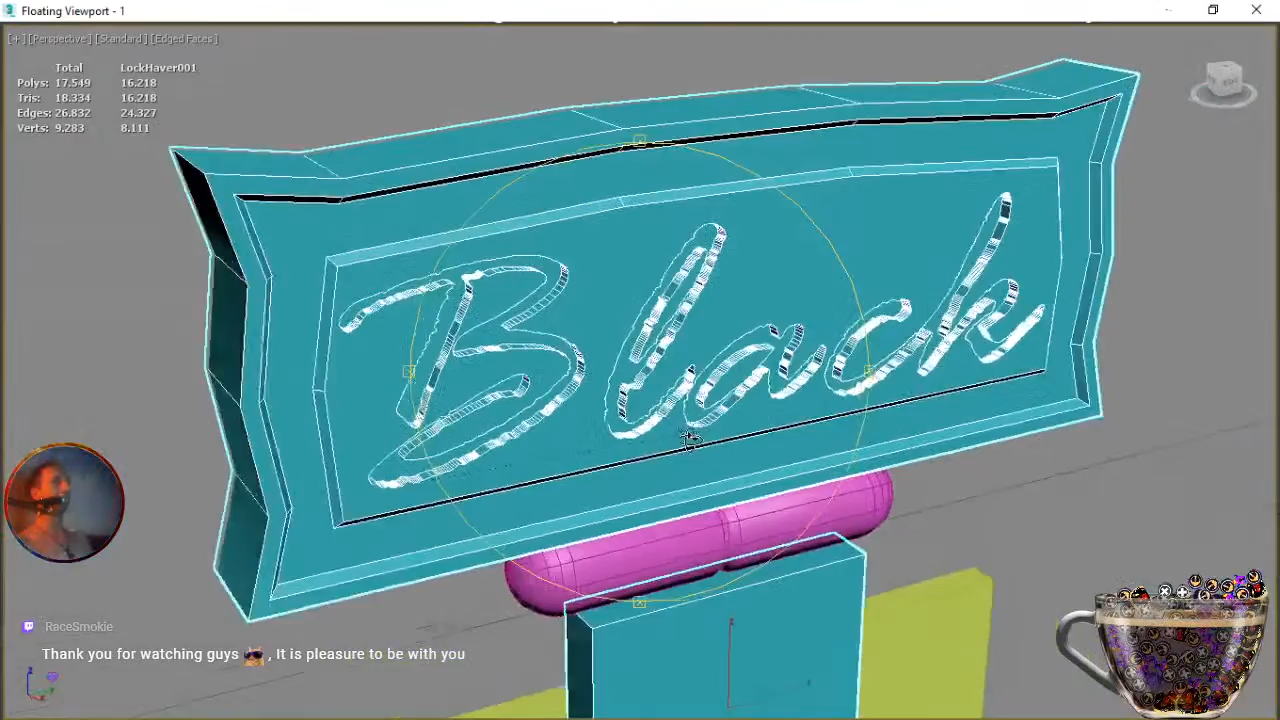 Floating Viewport - 1
[+] [Perspective] [Standard] [Edged Faces]
Total LockHaver001
Polys: 17.549 16.218
Tris: 18.334 16.218
Edges: 26.832 24.327
Verts: 9.283 8.111
Black
RaceSmokie
Thank you for watching guys , It is pleasure to be with you